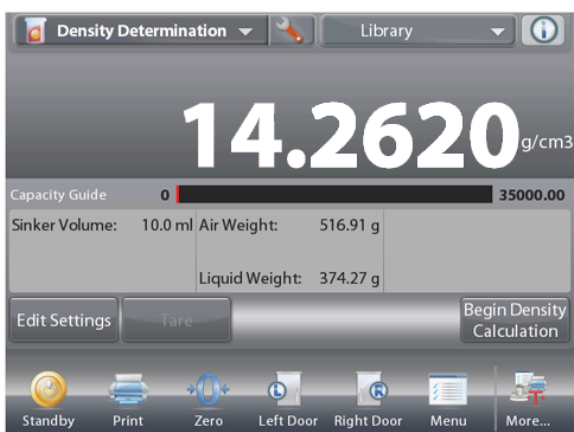 Density Determination Library
14.2620 g/cm3
Capacity Guide 0 35000.00
Sinker Volume: 10.0 ml Air Weight: 516.91 g
Liquid Weight: 374.27 g
Edit Settings Tare Begin Density
Calculation
L R
Standby Print Zero Left Door Right Door Menu More...